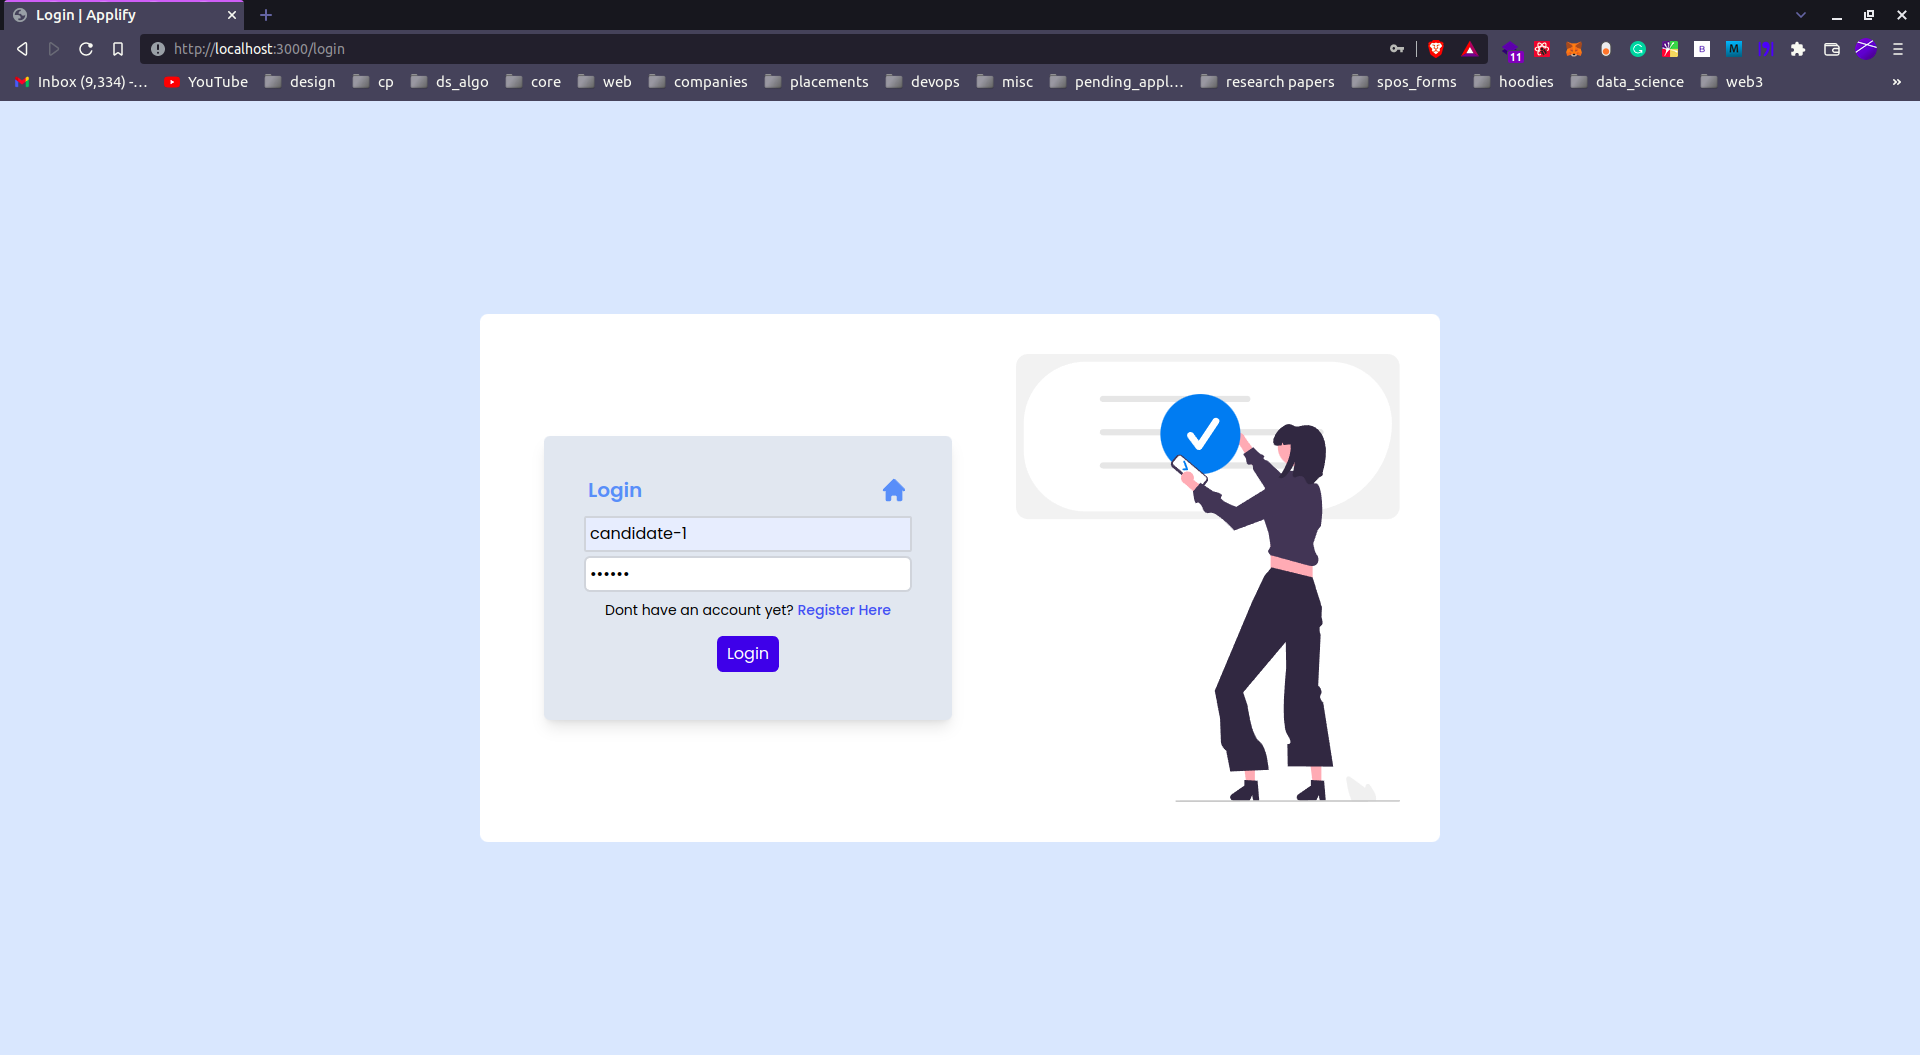 Login | Applify
http://localhost:3000/login
11
B
M
Inbox (9,334) -...
YouTube
design
cp
ds_algo
core
web
companies
placements
devops
misc
pending_appl...
research papers
spos_forms
hoodies
data_science
web3
»
Login
candidate-1
••••••
Dont have an account yet? Register Here
Login